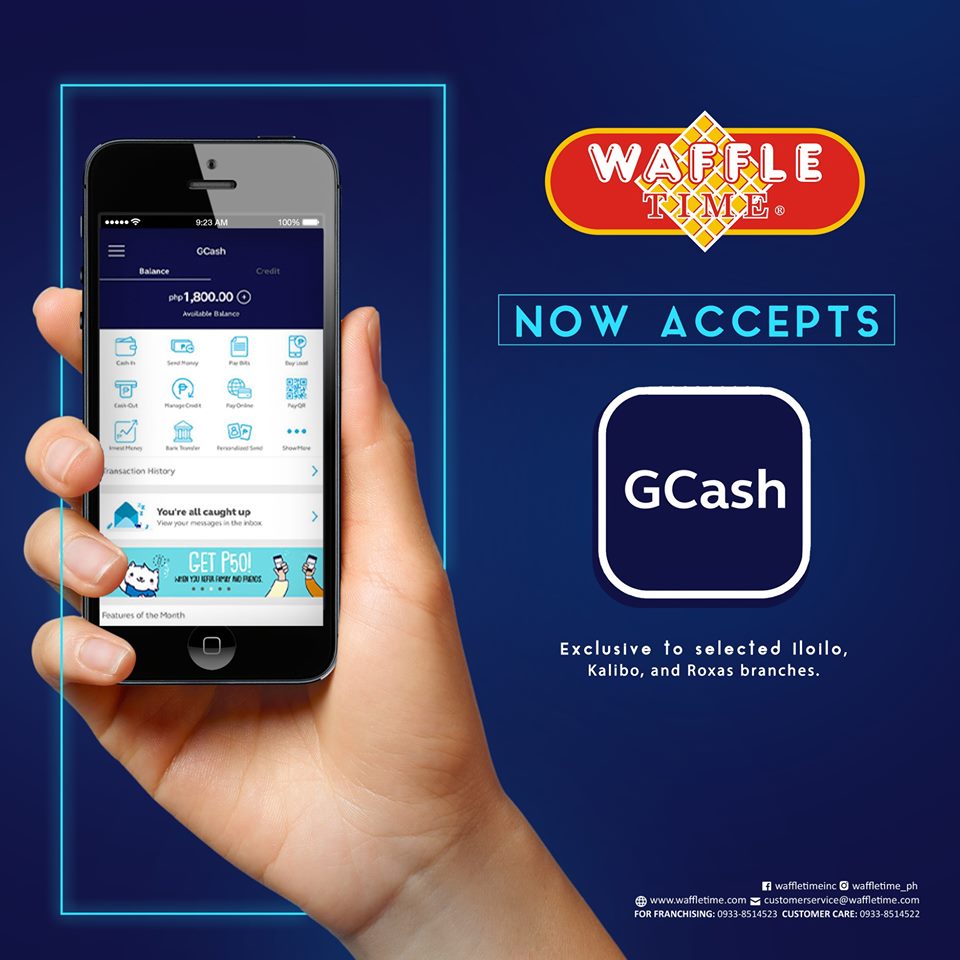 9:23 AM 100%
GCash
Balance Credit
php1,800.00 +
Available Balance
Cash-In Send Money Pay Bills Buy Load
Cash-Out Manage Credit Pay Online Pay QR
Invest Money Bank Transfer Personalized Send Show More
Transaction History
You're all caught up
View your messages in the inbox
GET P50!
WHEN YOU REFER FAMILY AND FRIENDS.
Features of the Month
WAFFLE
TIME ®
NOW ACCEPTS
GCash
Exclusive to selected Iloilo,
Kalibo, and Roxas branches.
waffletimeinc waffletime_ph
www.waffletime.com customerservice@waffletime.com
FOR FRANCHISING: 0933-8514523 CUSTOMER CARE: 0933-8514522